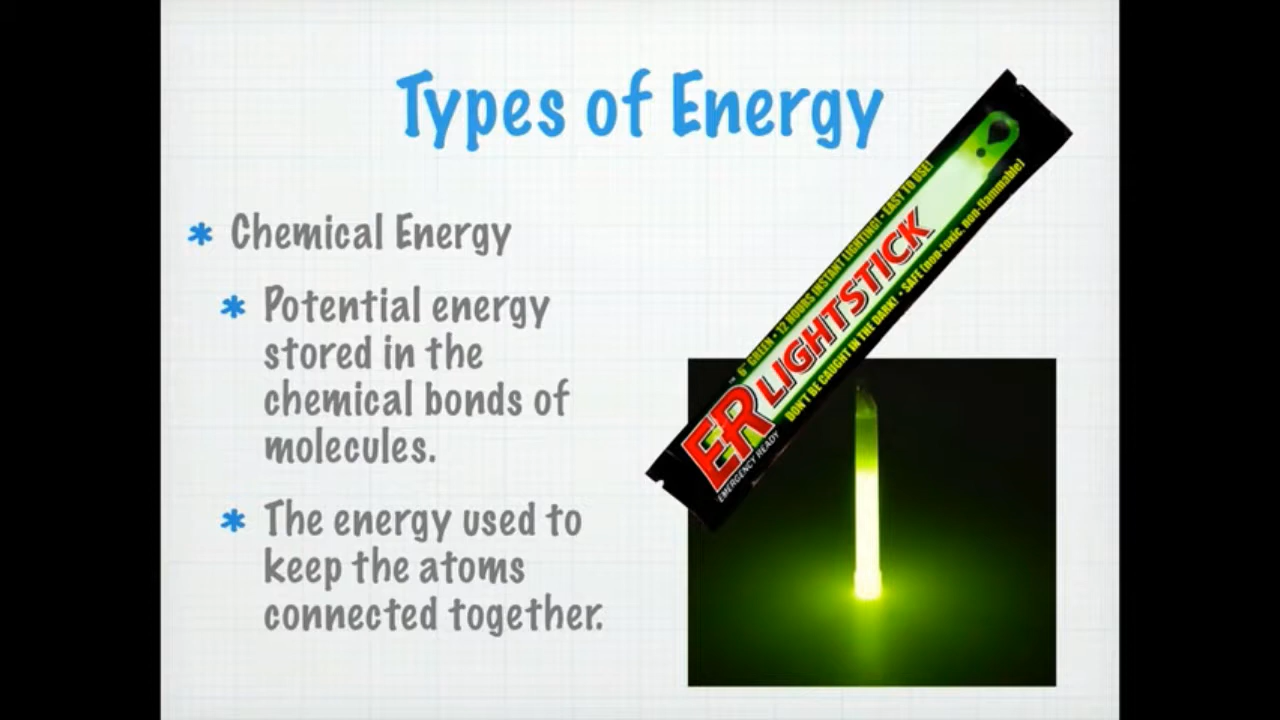 Types of Energy
* Chemical Energy
* Potential energy
stored in the
chemical bonds of
molecules.
* The energy used to
keep the atoms
connected together.
6" GREEN • 12 HOURS INSTANT LIGHTING! • EASY TO USE!
ER LIGHTSTICK
EMERGENCY READY
DON'T BE CAUGHT IN THE DARK! • SAFE (non-toxic, non-flammable)